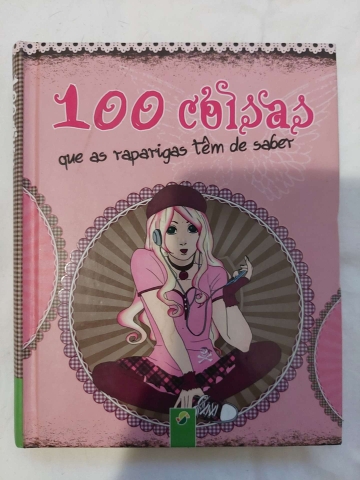 100 coisas
que as raparigas têm de saber